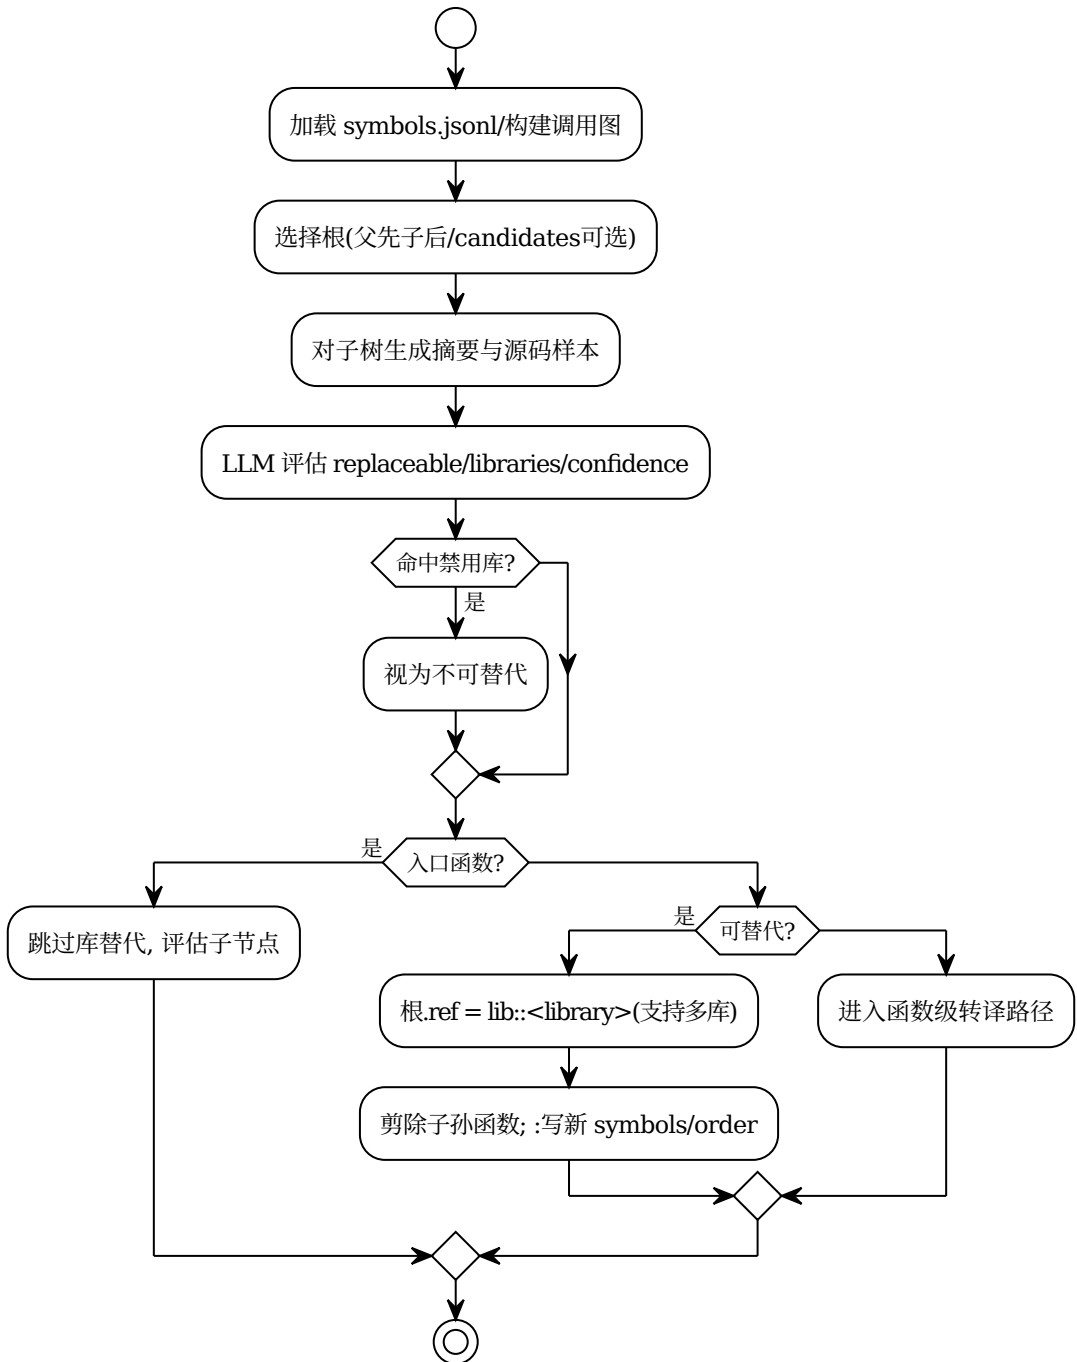 加载 symbols.jsonl/构建调用图
选择根(父先子后/candidates可选)
对子树生成摘要与源码样本
LLM 评估 replaceable/libraries/confidence
命中禁用库?
是
视为不可替代
是
入口函数?
跳过库替代, 评估子节点
是
可替代?
根.ref = lib::<library>(支持多库)
进入函数级转译路径
剪除子孙函数; :写新 symbols/order